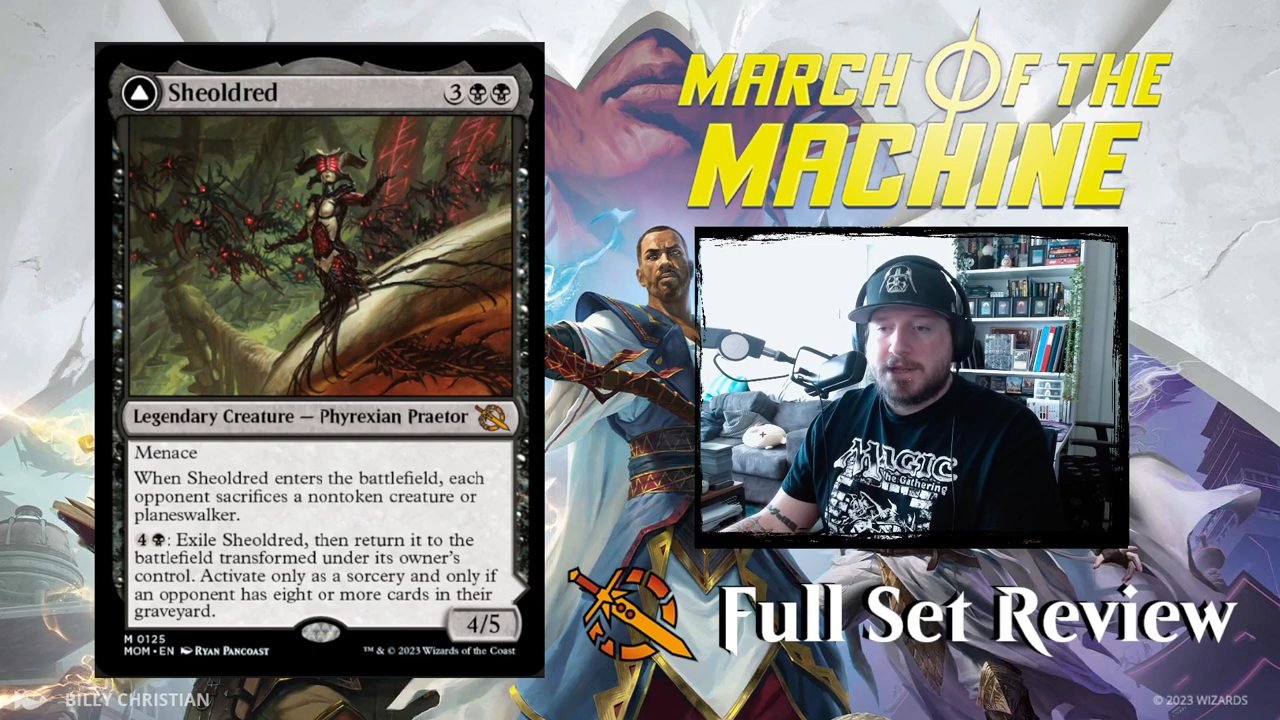 Sheoldred 3
Legendary Creature — Phyrexian Praetor
Menace
When Sheoldred enters the battlefield, each
opponent sacrifices a nontoken creature or
planeswalker.
4 : Exile Sheoldred, then return it to the
battlefield transformed under its owner's
control. Activate only as a sorcery and only if
an opponent has eight or more cards in their
graveyard.
4/5
M 0125
MOM • EN RYAN PANCOAST
™ & © 2023 Wizards of the Coast
BILLY CHRISTIAN
MARCH OF THE
MACHINE
MAGIC
The Gathering
Full Set Review
© 2023 WIZARDS